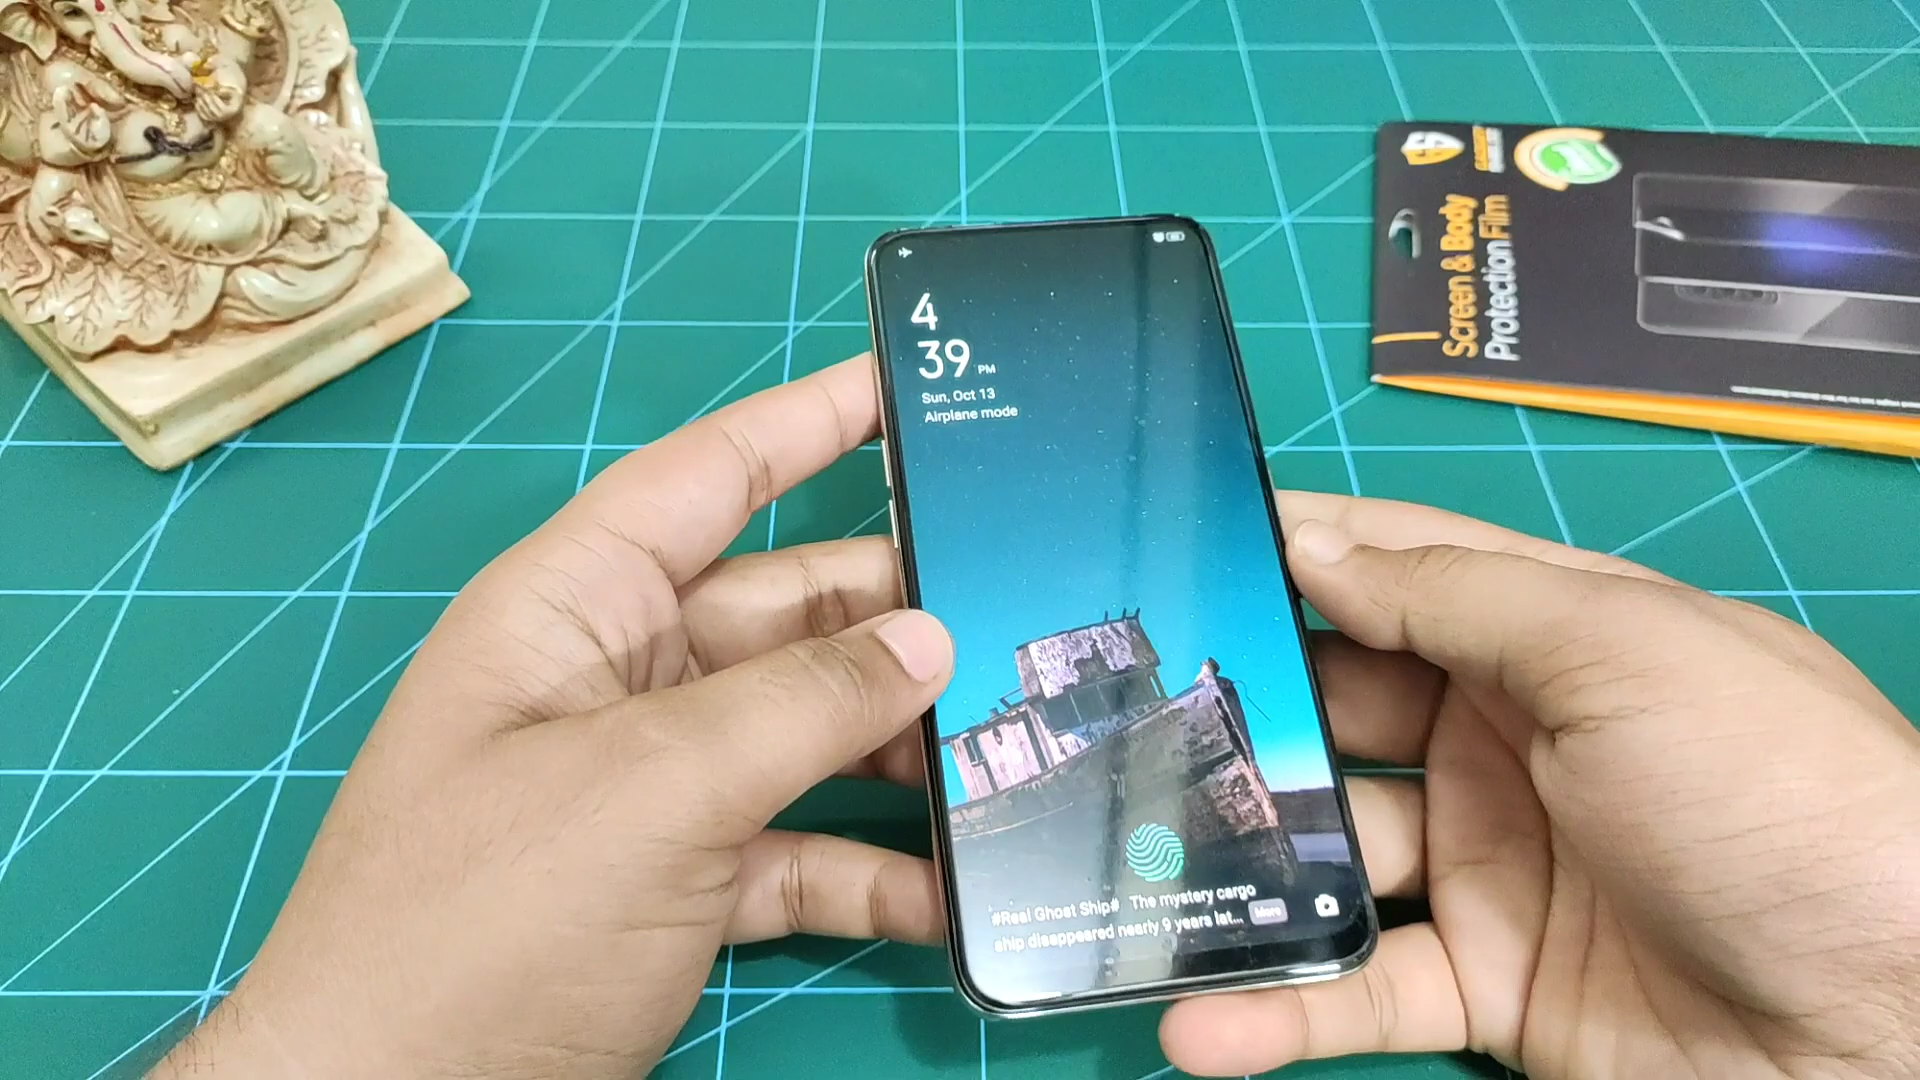 4
39 PM
Sun, Oct 13
Airplane mode
#Real Ghost Ship# The mystery cargo
ship disappeared nearly 9 years lat... More
Screen & Body
Protection Film